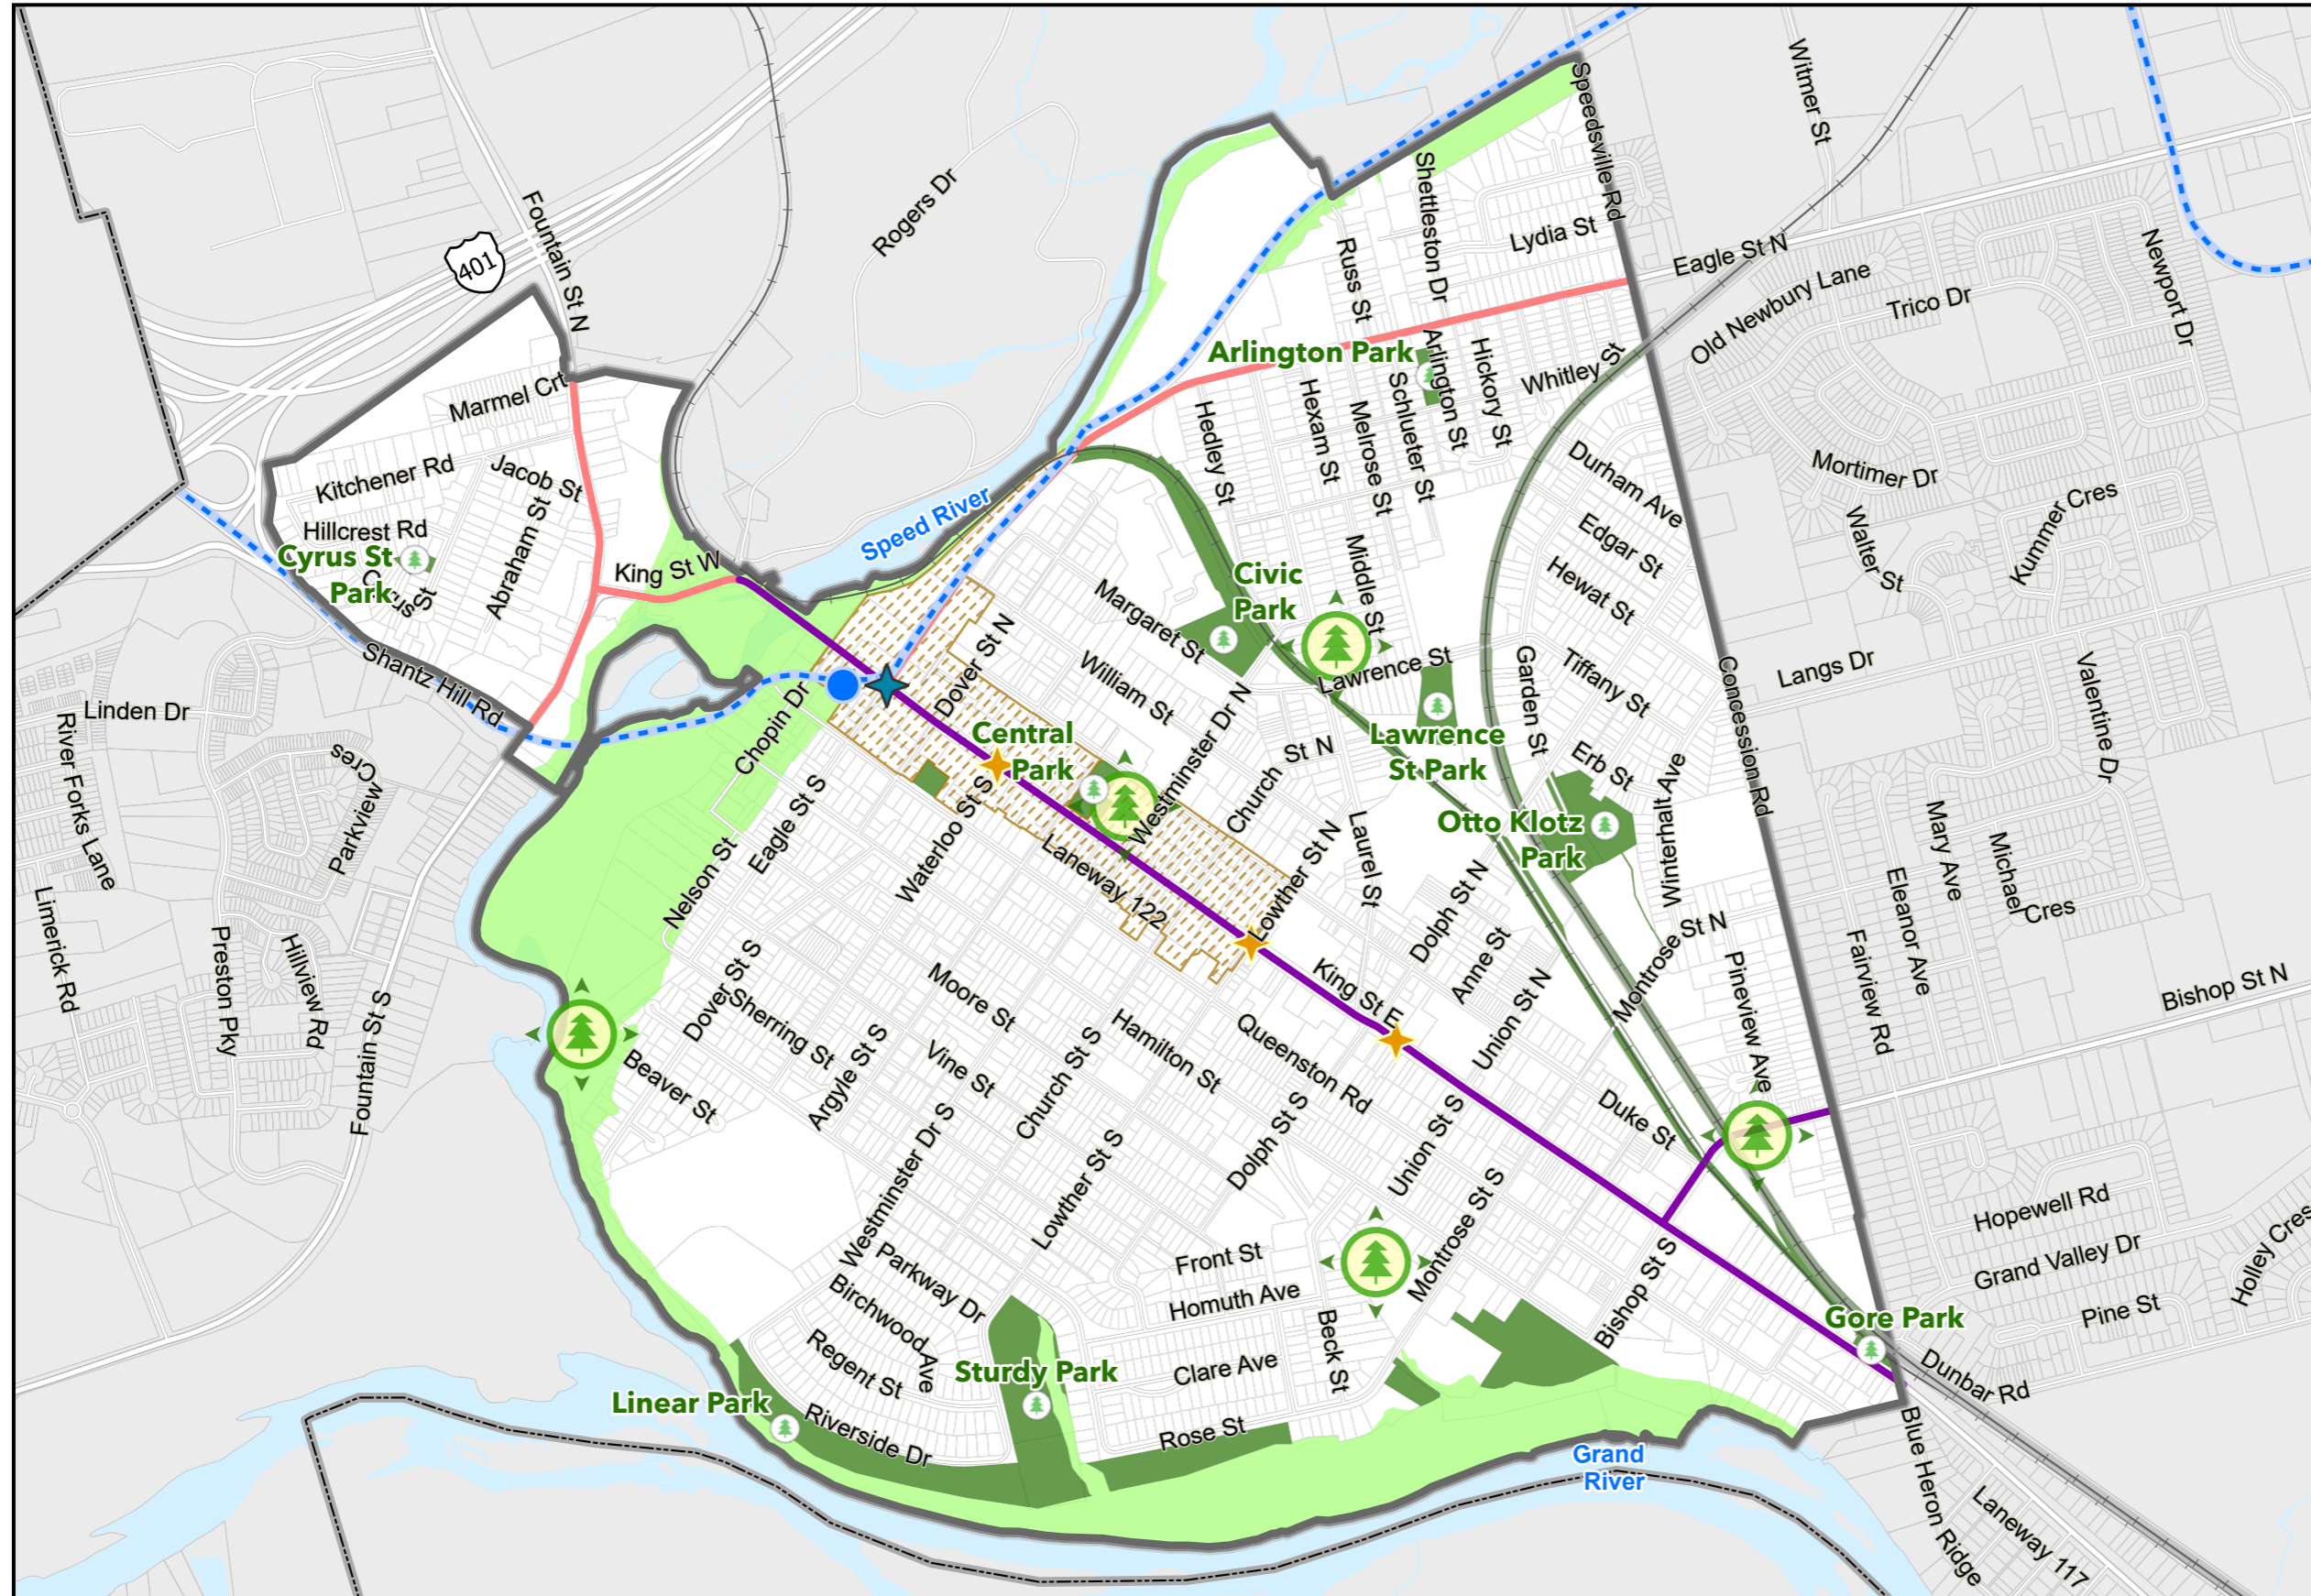 Speedsville Rd
Witmer St
Fountain St N
401
Rogers Dr
Shettleston Dr
Lydia St
Russ St
Eagle St N
Old Newbury Lane
Trico Dr
Newport Dr
Arlington Park
Arlington St
Hickory St
Whitley St
Marmel Crt
Hedley St
Hexam St
Melrose St
Schlueter St
Kitchener Rd
Jacob St
Durham Ave
Mortimer Dr
Hillcrest Rd
Abraham St
Speed River
Edgar St
Walter St
Kummer Cres
Cyrus St
Park
Cyrus St
King St W
Margaret St
Civic
Park
Middle St
Hewat St
Shantz Hill Rd
Dover St N
William St
Westminster Dr N
Lawrence St
Garden St
Tiffany St
Concession Rd
Langs Dr
Valentine Dr
Linden Dr
River Forks Lane
Parkview Cres
Chopin Dr
Central
Park
Church St N
Lawrence
St Park
Erb St
Winterhalt Ave
Eagle St S
Waterloo St S
Laneway 122
Lowther St N
Laurel St
Otto Klotz
Park
Mary Ave
Michael Cres
Eleanor Ave
Limerick Rd
Preston Pky
Hillview Rd
Nelson St
Dolph St N
Anne St
Montrose St N
Fairview Rd
Bishop St N
Dover St S
Sherring St
Moore St
King St E
Union St N
Pineview Ave
Fountain St S
Beaver St
Argyle St S
Vine St
Church St S
Hamilton St
Queenston Rd
Duke St
Westminster Dr S
Lowther St S
Dolph St S
Union St S
Montrose St S
Hopewell Rd
Grand Valley Dr
Holley Cres
Parkway Dr
Birchwood Ave
Front St
Homuth Ave
Beck St
Bishop St S
Gore Park
Pine St
Regent St
Sturdy Park
Clare Ave
Dunbar Rd
Linear Park
Riverside Dr
Rose St
Grand
River
Blue Heron Ridge
Laneway 117